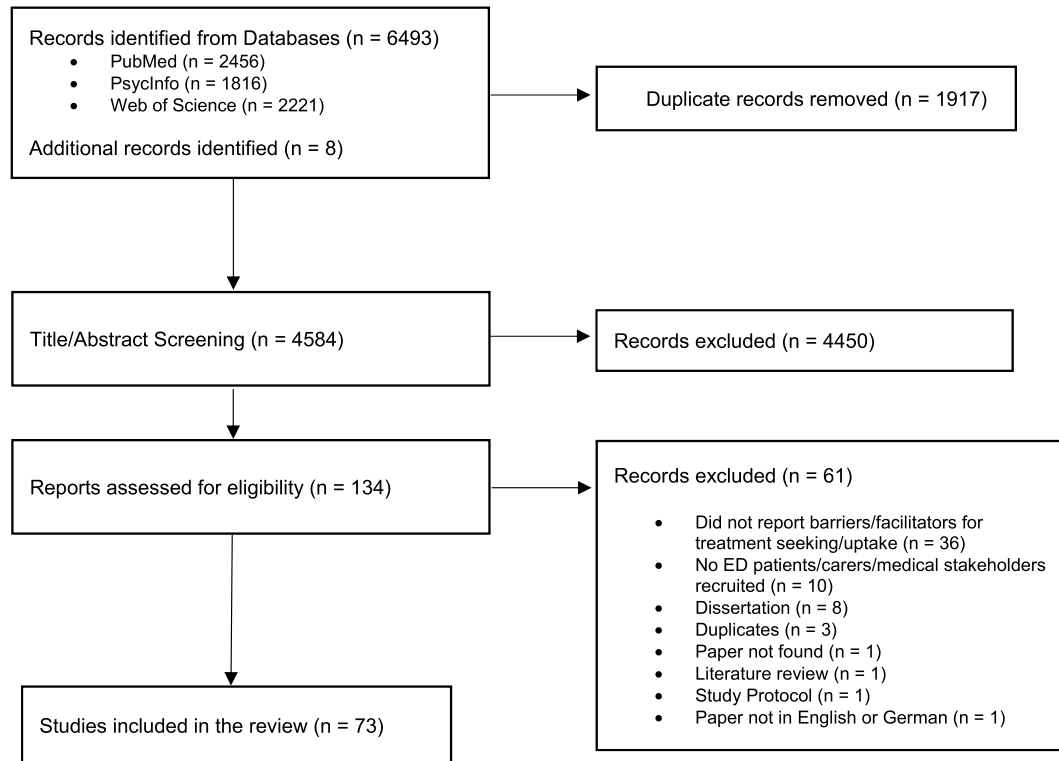 Records identified from Databases (n = 6493)
• PubMed (n = 2456)
• PsycInfo (n = 1816)
• Web of Science (n = 2221)
Additional records identified (n = 8)
Duplicate records removed (n = 1917)
Title/Abstract Screening (n = 4584)
Records excluded (n = 4450)
Reports assessed for eligibility (n = 134)
Records excluded (n = 61)
• Did not report barriers/facilitators for
treatment seeking/uptake (n = 36)
• No ED patients/carers/medical stakeholders
recruited (n = 10)
• Dissertation (n = 8)
• Duplicates (n = 3)
• Paper not found (n = 1)
• Literature review (n = 1)
• Study Protocol (n = 1)
• Paper not in English or German (n = 1)
Studies included in the review (n = 73)